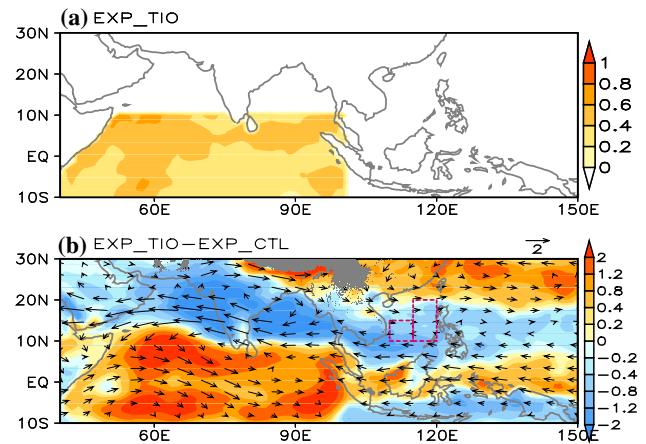 (a) EXP_TIO
30N
20N
10N
EQ
10S
60E 90E 120E 150E
1
0.8
0.6
0.4
0.2
0
(b) EXP_TIO−EXP_CTL
2
30N
20N
10N
EQ
10S
60E 90E 120E 150E
2
1.2
0.8
0.4
0.2
0
−0.2
−0.4
−0.8
−1.2
−2